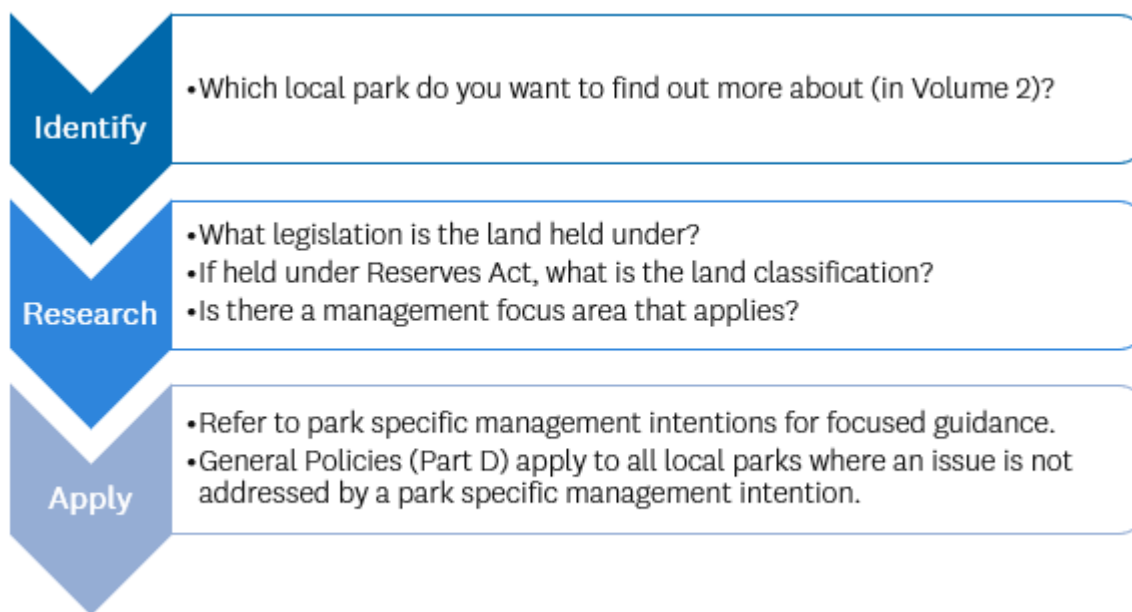 Identify
•Which local park do you want to find out more about (in Volume 2)?
Research
•What legislation is the land held under?
•If held under Reserves Act, what is the land classification?
•Is there a management focus area that applies?
Apply
•Refer to park specific management intentions for focused guidance.
•General Policies (Part D) apply to all local parks where an issue is not
addressed by a park specific management intention.